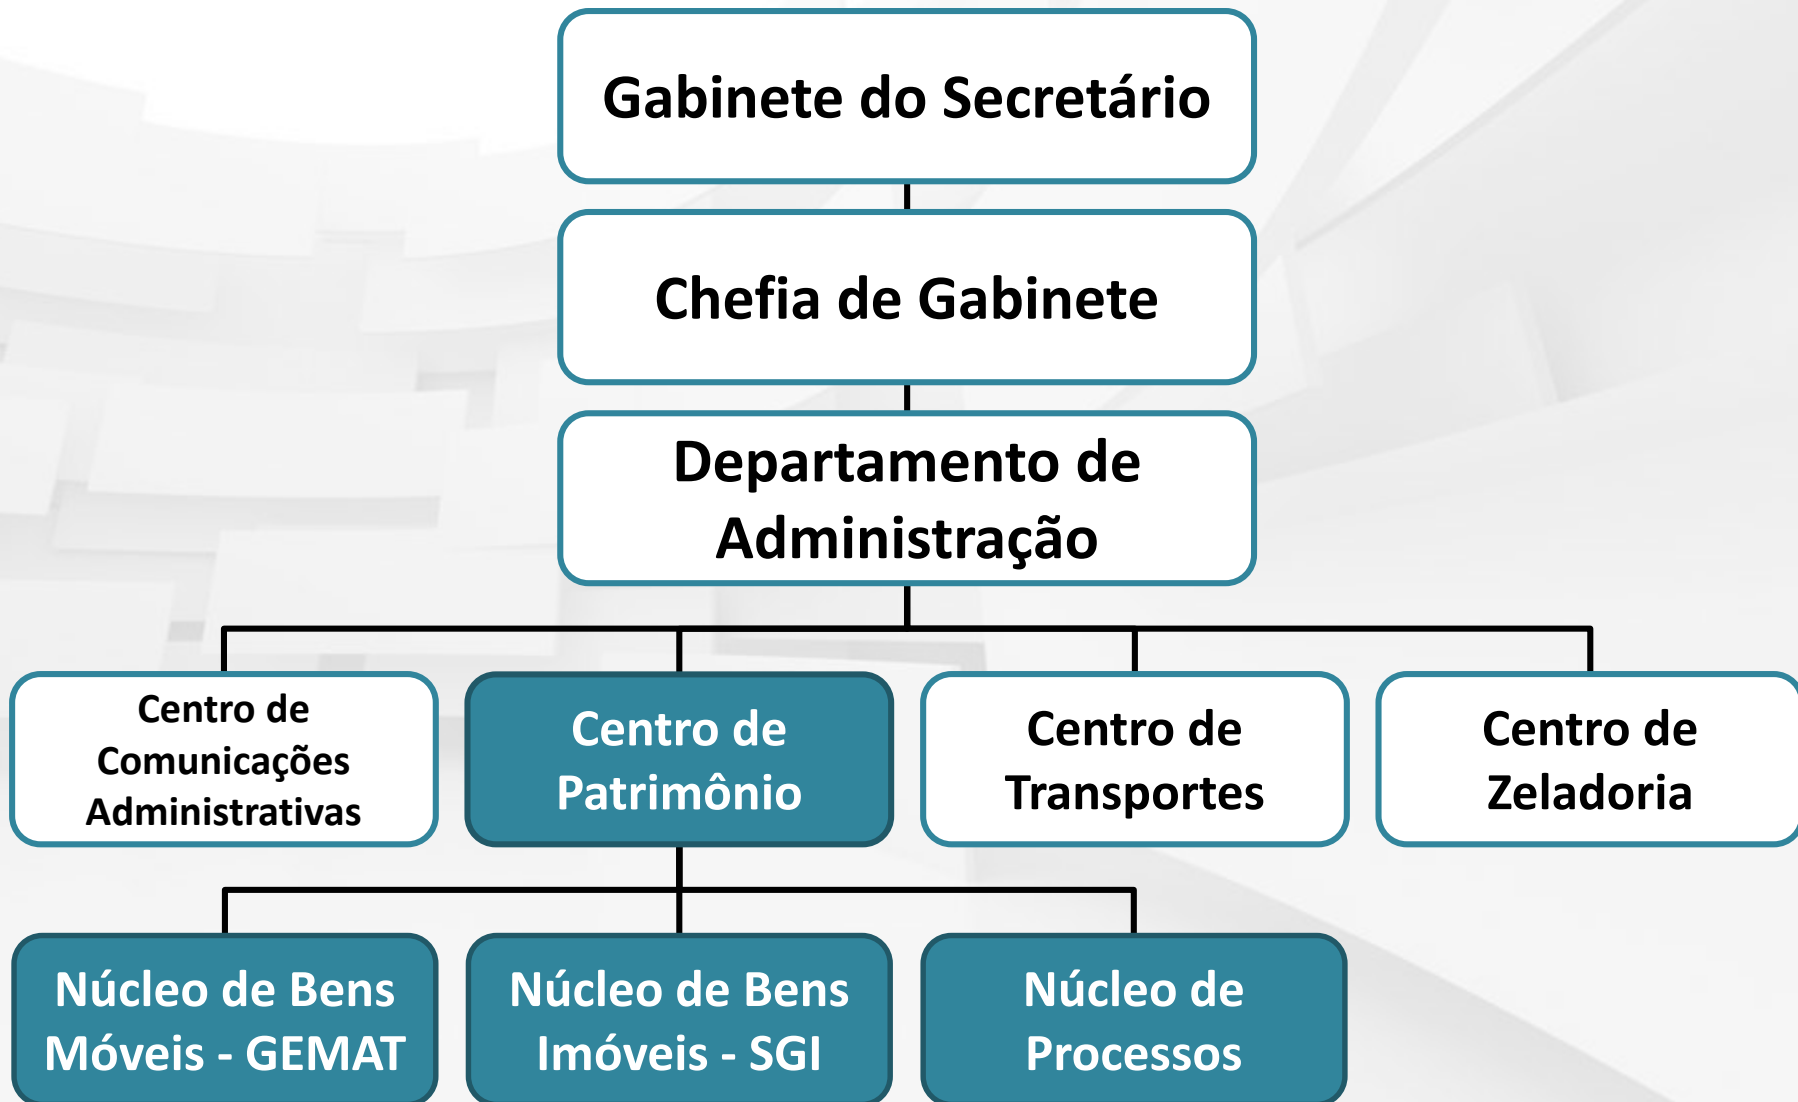 Gabinete do Secretário
Chefia de Gabinete
Departamento de
Administração
Centro de
Comunicações
Administrativas
Centro de
Patrimônio
Centro de
Transportes
Centro de
Zeladoria
Núcleo de Bens
Móveis - GEMAT
Núcleo de Bens
Imóveis - SGI
Núcleo de
Processos